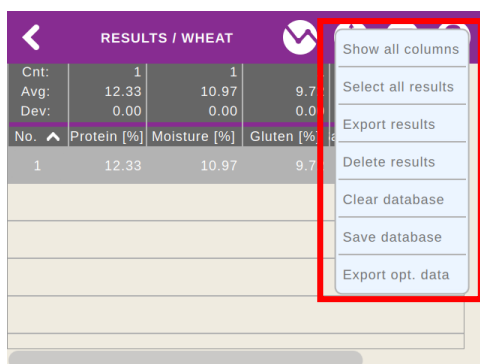 RESULTS / WHEAT
Cnt: 1 1
Avg: 12.33 10.97 9.7
Dev: 0.00 0.00 0.0
No. Protein [%] Moisture [%] Gluten [%]
1 12.33 10.97 9.7
Show all columns
Select all results
Export results
Delete results
Clear database
Save database
Export opt. data